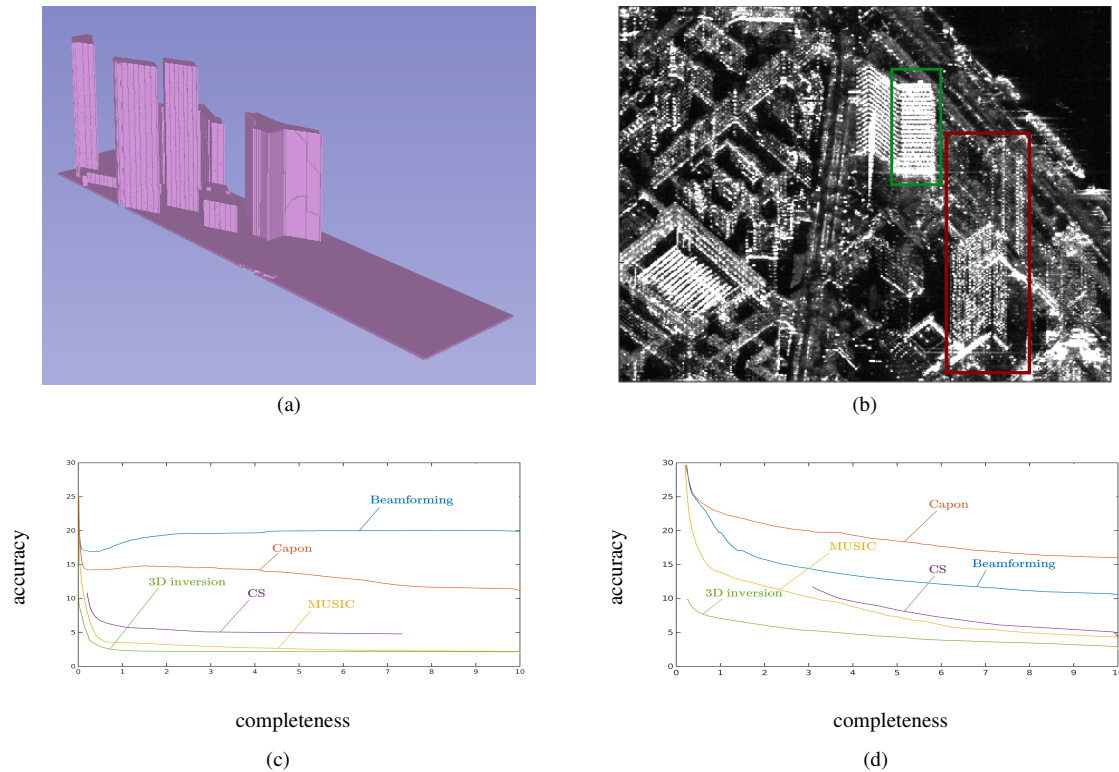 (a)
(b)
30
25
20
15
10
5
0
0 1 2 3 4 5 6 7 8 9 10
accuracy
completeness
Beamforming
Capon
3D inversion
CS
MUSIC
(c)
30
25
20
15
10
5
0
0 1 2 3 4 5 6 7 8 9 10
accuracy
completeness
Capon
MUSIC
CS
Beamforming
3D inversion
(d)